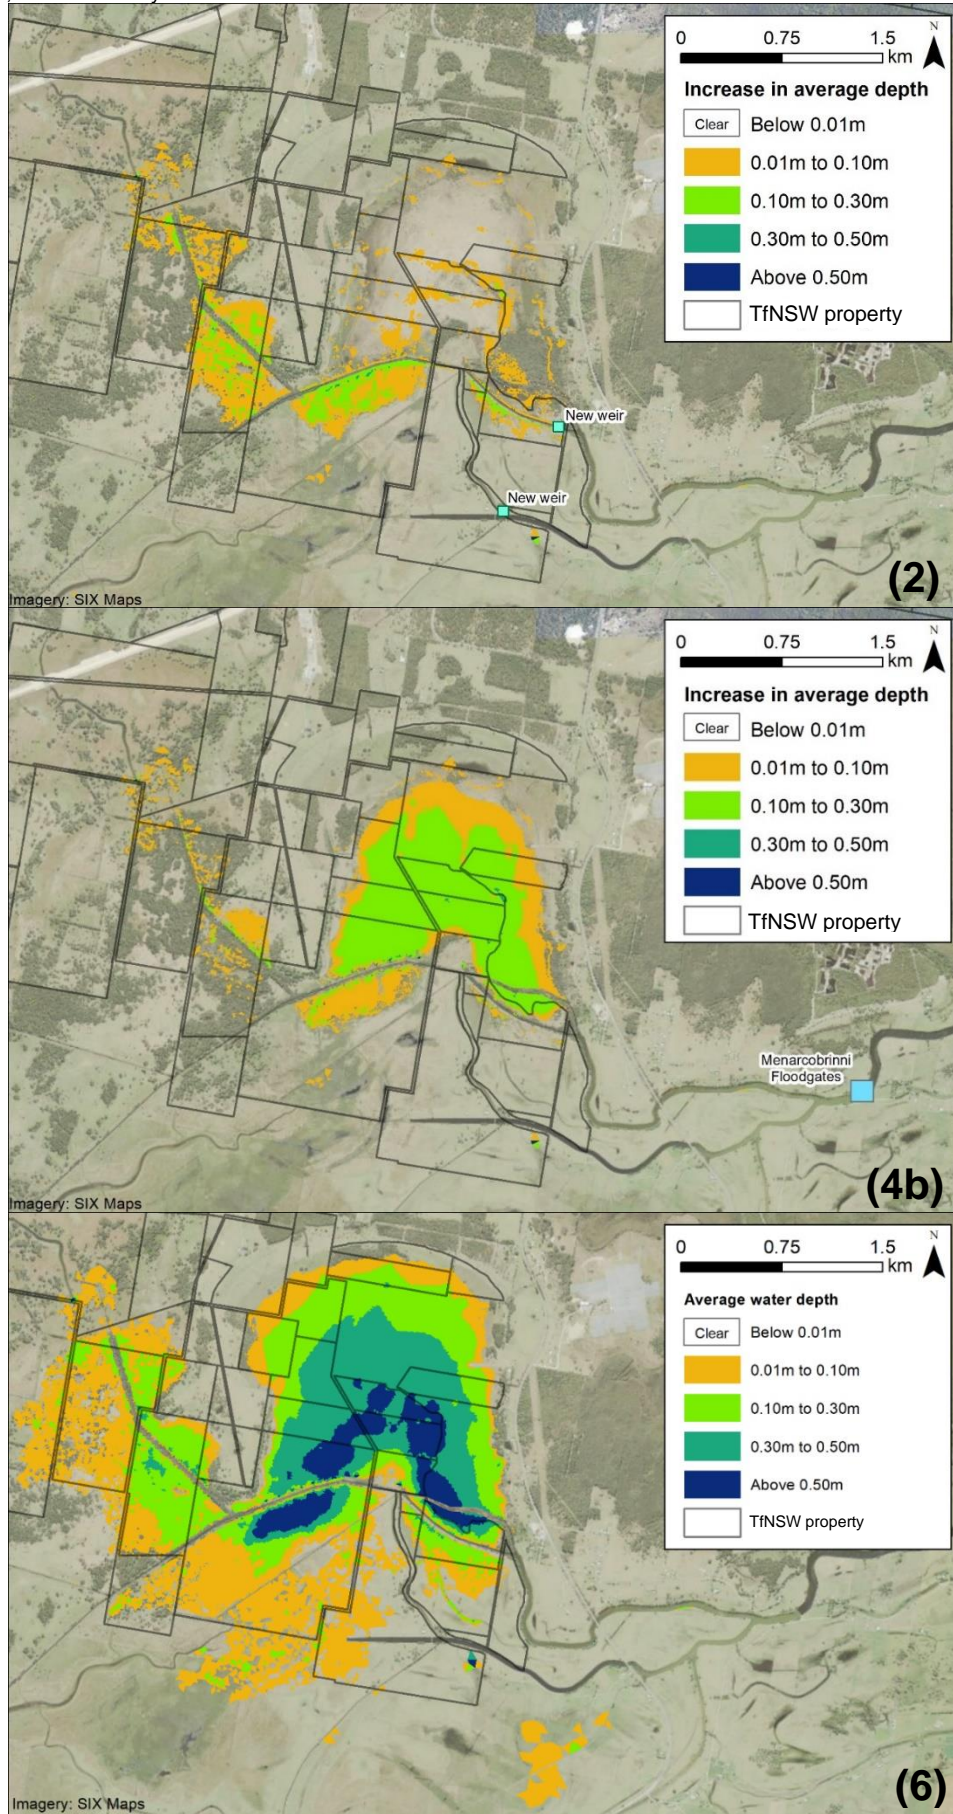 0 0.75 1.5
km
N
Increase in average depth
Clear Below 0.01m
0.01m to 0.10m
0.10m to 0.30m
0.30m to 0.50m
Above 0.50m
TfNSW property
New weir
New weir
(2)
Imagery: SIX Maps
0 0.75 1.5
km
N
Increase in average depth
Clear Below 0.01m
0.01m to 0.10m
0.10m to 0.30m
0.30m to 0.50m
Above 0.50m
TfNSW property
Menarcobrinni
Floodgates
(4b)
Imagery: SIX Maps
0 0.75 1.5
km
N
Average water depth
Clear Below 0.01m
0.01m to 0.10m
0.10m to 0.30m
0.30m to 0.50m
Above 0.50m
TfNSW property
(6)
Imagery: SIX Maps